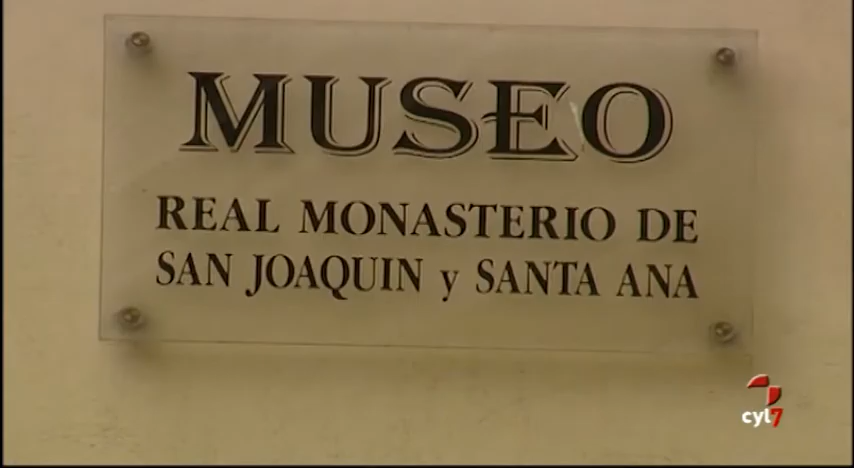 MUSEO
REAL MONASTERIO DE
SAN JOAQUIN y SANTA ANA
cyl7